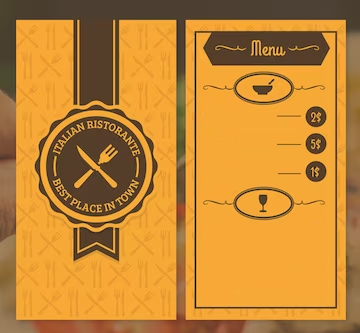 ITALIAN RISTORANTE
BEST PLACE IN TOWN
Menu
2$
5$
1$